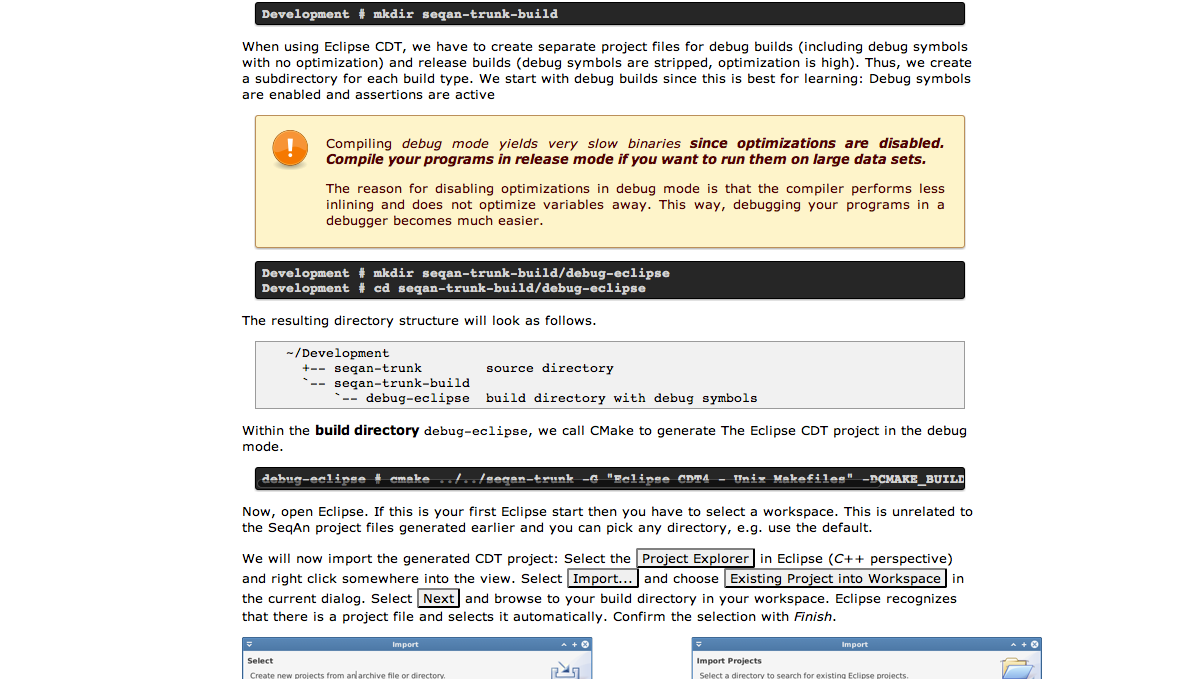 Development # mkdir seqan-trunk-build
When using Eclipse CDT, we have to create separate project files for debug builds (including debug symbols
with no optimization) and release builds (debug symbols are stripped, optimization is high). Thus, we create
a subdirectory for each build type. We start with debug builds since this is best for learning: Debug symbols
are enabled and assertions are active
Compiling debug mode yields very slow binaries since optimizations are disabled.
Compile your programs in release mode if you want to run them on large data sets.
The reason for disabling optimizations in debug mode is that the compiler performs less
inlining and does not optimize variables away. This way, debugging your programs in a
debugger becomes much easier.
Development # mkdir seqan-trunk-build/debug-eclipse
Development # cd seqan-trunk-build/debug-eclipse
The resulting directory structure will look as follows.
~/Development
+-- seqan-trunk        source directory
`-- seqan-trunk-build
`-- debug-eclipse  build directory with debug symbols
Within the build directory debug-eclipse, we call CMake to generate The Eclipse CDT project in the debug
mode.
debug-eclipse # cmake ../../seqan-trunk -G "Eclipse CDT4 - Unix Makefiles" -DCMAKE_BUILD
Now, open Eclipse. If this is your first Eclipse start then you have to select a workspace. This is unrelated to
the SeqAn project files generated earlier and you can pick any directory, e.g. use the default.
We will now import the generated CDT project: Select the Project Explorer in Eclipse (C++ perspective)
and right click somewhere into the view. Select Import... and choose Existing Project into Workspace in
the current dialog. Select Next and browse to your build directory in your workspace. Eclipse recognizes
that there is a project file and selects it automatically. Confirm the selection with Finish.
Import
Select
Create new projects from an archive file or directory.
Import
Import Projects
Select a directory to search for existing Eclipse projects.